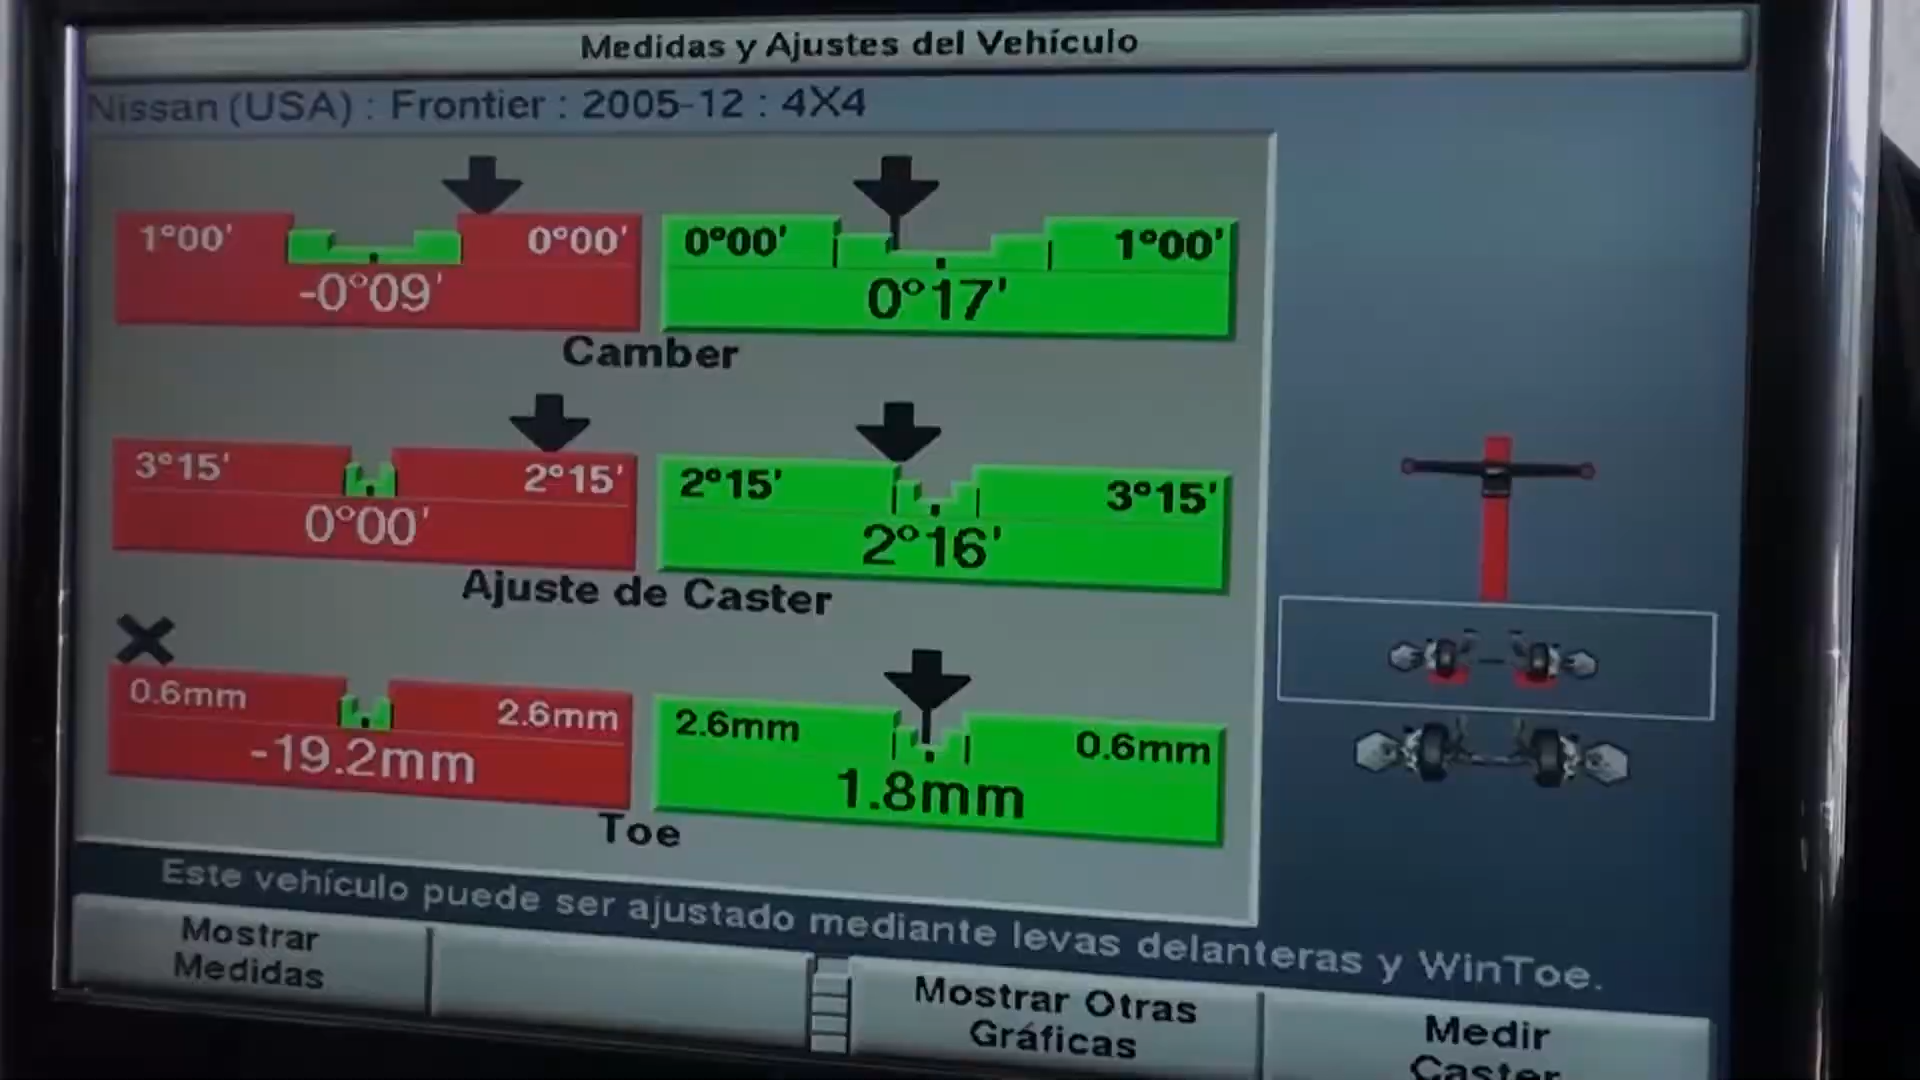 Medidas y Ajustes del Vehículo
Nissan (USA) : Frontier : 2005-12 : 4X4
1°00' 0°00' 0°00' 1°00'
-0°09' 0°17'
Camber
3°15' 2°15' 2°15' 3°15'
0°00' 2°16'
Ajuste de Caster
0.6mm 2.6mm 2.6mm 0.6mm
-19.2mm 1.8mm
Toe
Este vehículo puede ser ajustado mediante levas delanteras y WinToe.
Mostrar Medidas
Mostrar Otras Gráficas
Medir Caster